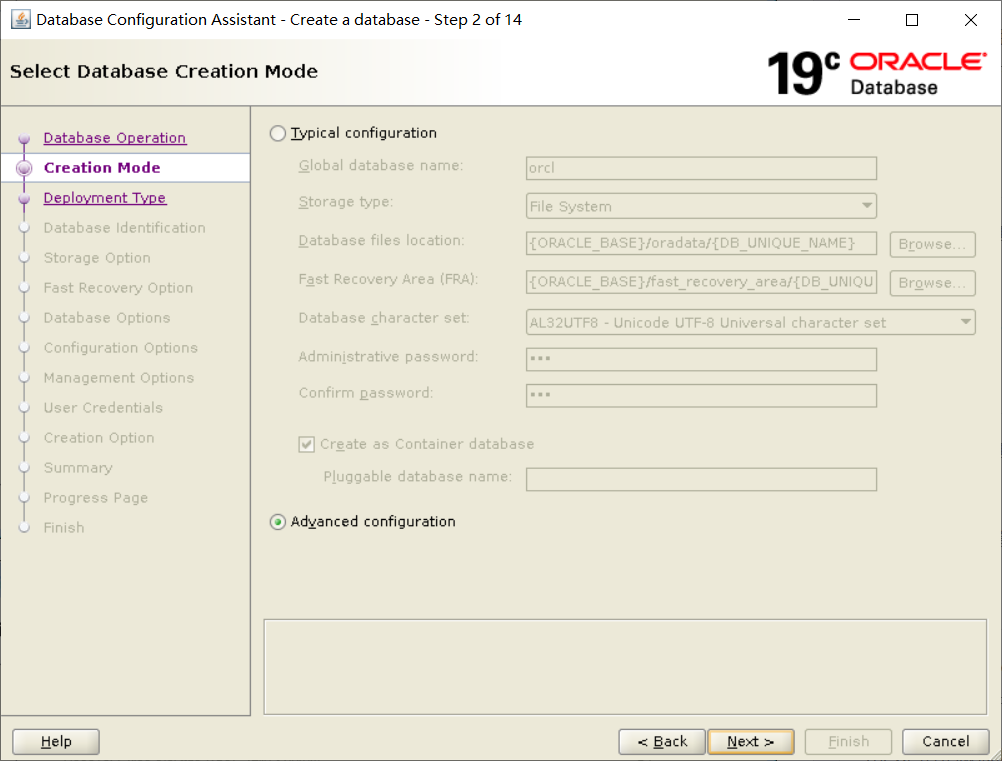 Database Configuration Assistant - Create a database - Step 2 of 14
Select Database Creation Mode
19c ORACLE
Database
Database Operation
Creation Mode
Deployment Type
Database Identification
Storage Option
Fast Recovery Option
Database Options
Configuration Options
Management Options
User Credentials
Creation Option
Summary
Progress Page
Finish
Typical configuration
Global database name: orcl
Storage type: File System
Database files location: {ORACLE_BASE}/oradata/{DB_UNIQUE_NAME} Browse...
Fast Recovery Area (FRA): {ORACLE_BASE}/fast_recovery_area/{DB_UNIQU Browse...
Database character set: AL32UTF8 - Unicode UTF-8 Universal character set
Administrative password: •••
Confirm password: •••
Create as Container database
Pluggable database name:
Advanced configuration
Help < Back Next > Finish Cancel